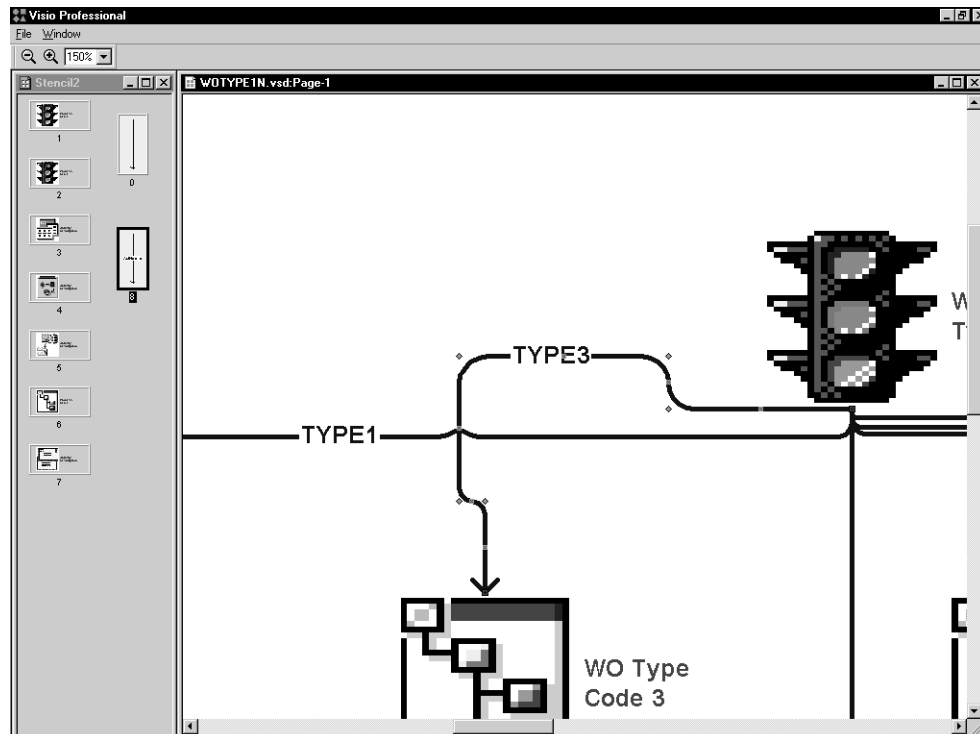 Visio Professional
File Window
150%
Stencil2
1
2
3
4
5
6
7
0
8
WOTYPE1N.vsd:Page-1
TYPE3
TYPE1
W
T
WO Type
Code 3